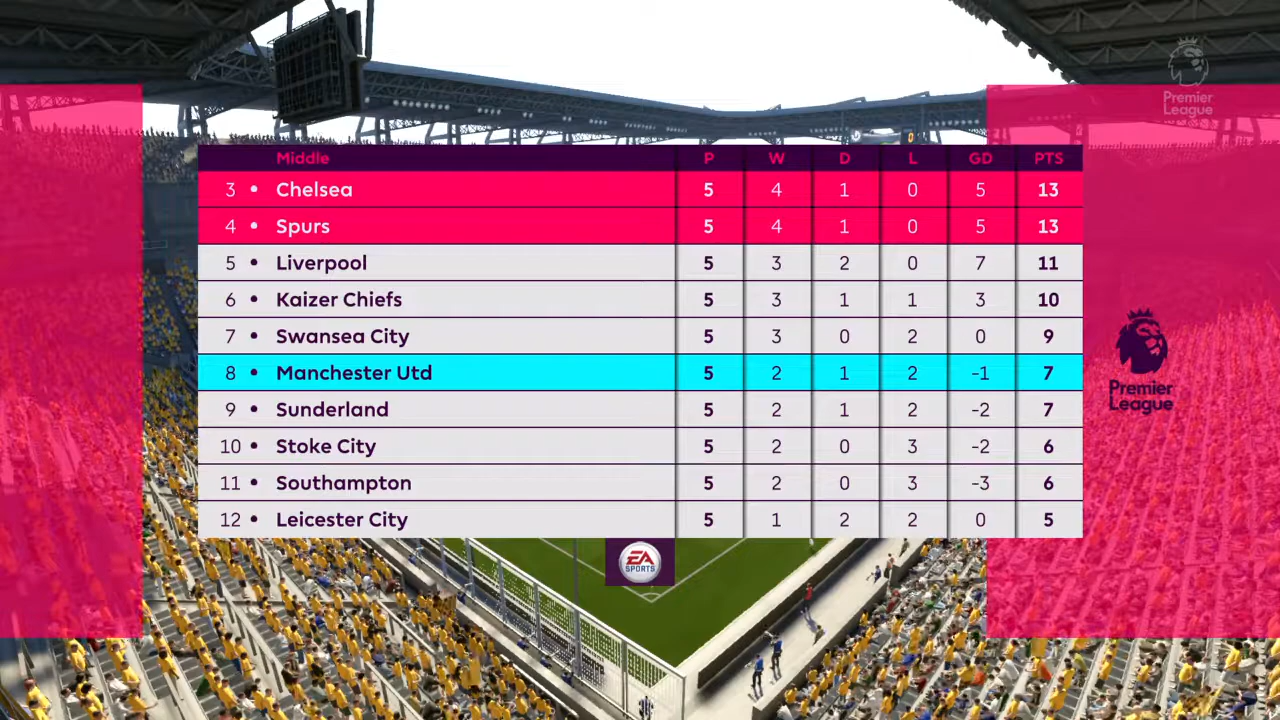 Premier
League
Middle P W D L GD PTS
3 • Chelsea 5 4 1 0 5 13
4 • Spurs 5 4 1 0 5 13
5 • Liverpool 5 3 2 0 7 11
6 • Kaizer Chiefs 5 3 1 1 3 10
7 • Swansea City 5 3 0 2 0 9
8 • Manchester Utd 5 2 1 2 -1 7
9 • Sunderland 5 2 1 2 -2 7
10 • Stoke City 5 2 0 3 -2 6
11 • Southampton 5 2 0 3 -3 6
12 • Leicester City 5 1 2 2 0 5
Premier
League
EA
SPORTS